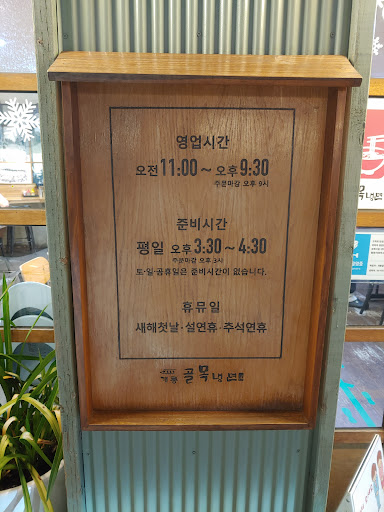 영업시간
오전 11:00 ~ 오후 9:30
주문마감 오후 9시
준비시간
평일 오후 3:30 ~ 4:30
주문마감 오후 3시
토·일·공휴일은 준비시간이 없습니다.
휴뮤일
새해첫날·설연휴·추석연휴
골목냉면